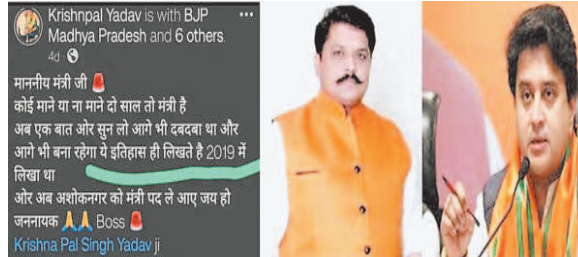 Krishnpal Yadav is with BJP
Madhya Pradesh and 6 others.
4d
माननीय मंत्री जी 🚨
कोई माने या ना माने दो साल तो मंत्री है
अब एक बात ओर सुन लो आगे भी दबदबा था और
आगे भी बना रहेगा ये इतिहास ही लिखते है 2019 में
लिखा था
ओर अब अशोकनगर को मंत्री पद ले आए जय हो
जननायक 🙏🙏 Boss 🚨
Krishna Pal Singh Yadav ji